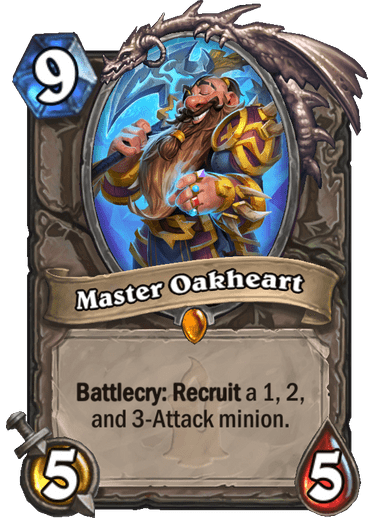 9
Master Oakheart
Battlecry: Recruit a 1, 2,
and 3-Attack minion.
5
5